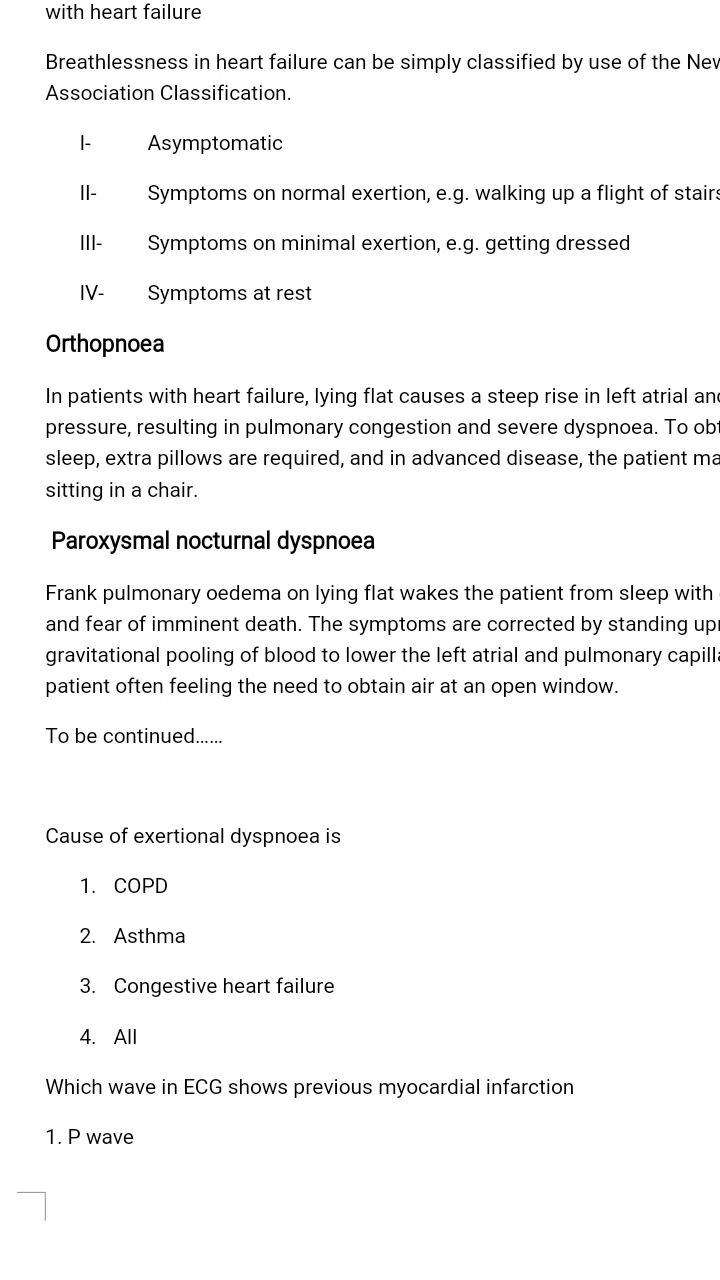 with heart failure
Breathlessness in heart failure can be simply classified by use of the New
Association Classification.
I- Asymptomatic
II- Symptoms on normal exertion, e.g. walking up a flight of stairs
III- Symptoms on minimal exertion, e.g. getting dressed
IV- Symptoms at rest
Orthopnoea
In patients with heart failure, lying flat causes a steep rise in left atrial and
pressure, resulting in pulmonary congestion and severe dyspnoea. To
sleep, extra pillows are required, and in advanced disease, the patient
sitting in a chair.
Paroxysmal nocturnal dyspnoea
Frank pulmonary oedema on lying flat wakes the patient from sleep with
and fear of imminent death. The symptoms are corrected by standing
gravitational pooling of blood to lower the left atrial and pulmonary
patient often feeling the need to obtain air at an open window.
To be continued......
Cause of exertional dyspnoea is
1. COPD
2. Asthma
3. Congestive heart failure
4. All
Which wave in ECG shows previous myocardial infarction
1. P wave